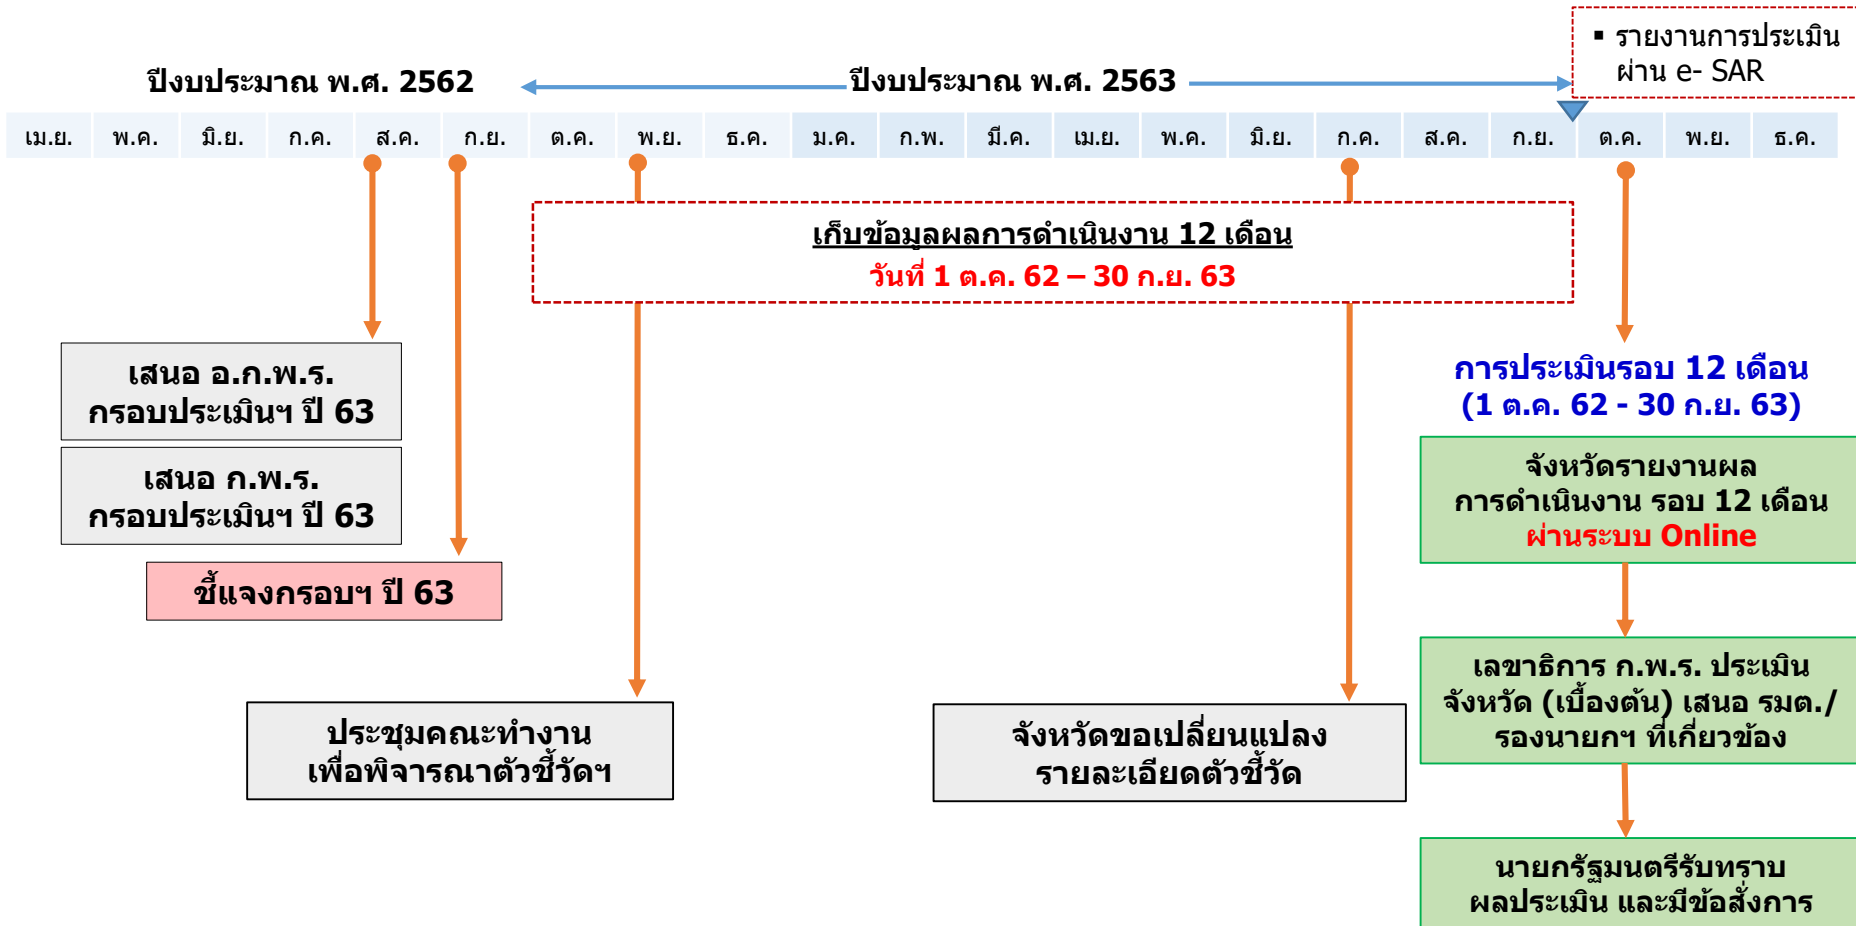 ▪ รายงานการประเมิน
ผ่าน e- SAR
ปีงบประมาณ พ.ศ. 2562
ปีงบประมาณ พ.ศ. 2563
เม.ย. พ.ค. มิ.ย. ก.ค. ส.ค. ก.ย. ต.ค. พ.ย. ธ.ค. ม.ค. ก.พ. มี.ค. เม.ย. พ.ค. มิ.ย. ก.ค. ส.ค. ก.ย. ต.ค. พ.ย. ธ.ค.
เก็บข้อมูลผลการดำเนินงาน 12 เดือน
วันที่ 1 ต.ค. 62 – 30 ก.ย. 63
เสนอ อ.ก.พ.ร.
กรอบประเมินฯ ปี 63
เสนอ ก.พ.ร.
กรอบประเมินฯ ปี 63
ชี้แจงกรอบฯ ปี 63
ประชุมคณะทำงาน
เพื่อพิจารณาตัวชี้วัดฯ
จังหวัดขอเปลี่ยนแปลง
รายละเอียดตัวชี้วัด
การประเมินรอบ 12 เดือน
(1 ต.ค. 62 - 30 ก.ย. 63)
จังหวัดรายงานผล
การดำเนินงาน รอบ 12 เดือน
ผ่านระบบ Online
เลขาธิการ ก.พ.ร. ประเมิน
จังหวัด (เบื้องต้น) เสนอ รมต./
รองนายกฯ ที่เกี่ยวข้อง
นายกรัฐมนตรีรับทราบ
ผลประเมิน และมีข้อสั่งการ